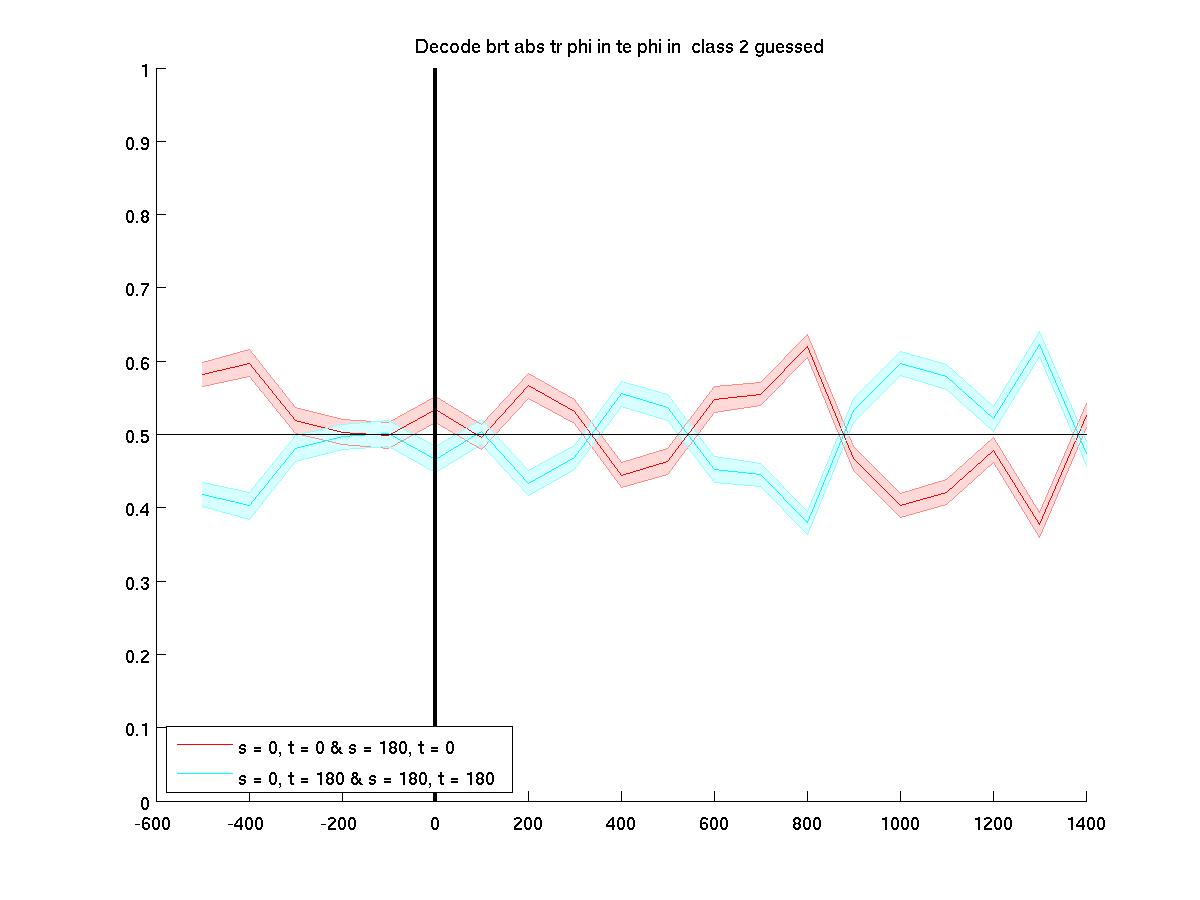 Decode brt abs tr phi in te phi in  class 2 guessed
1
0.9
0.8
0.7
0.6
0.5
0.4
0.3
0.2
0.1
0
s = 0, t = 0 & s = 180, t = 0
s = 0, t = 180 & s = 180, t = 180
-600 -400 -200 0 200 400 600 800 1000 1200 1400